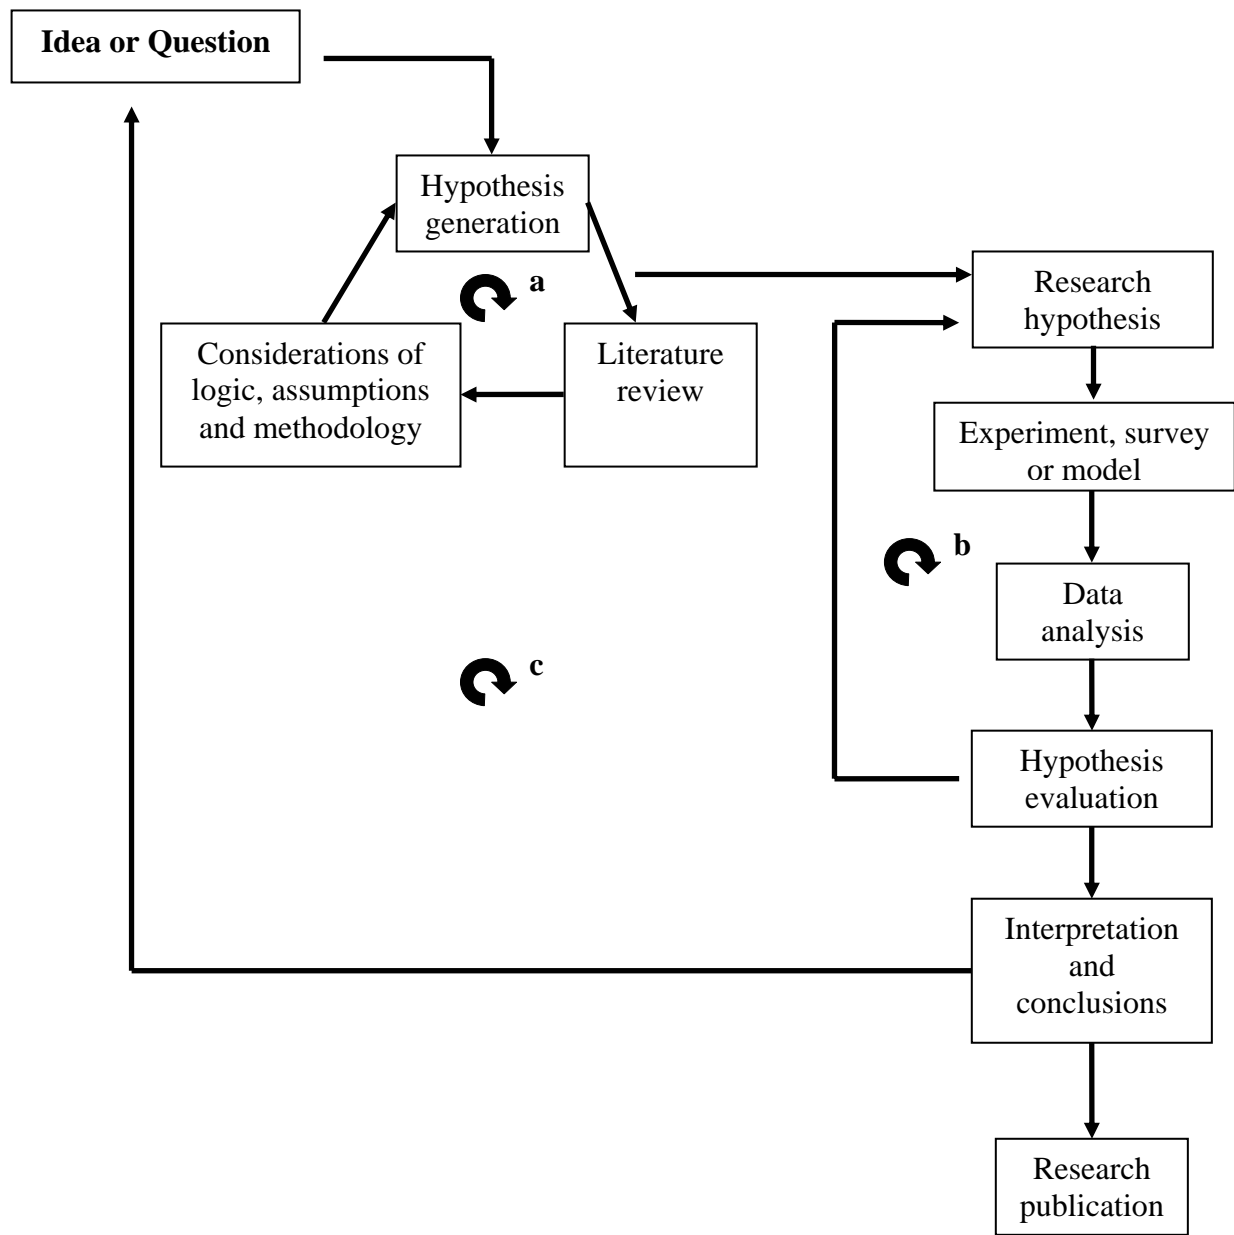 Idea or Question
Hypothesis
generation
a
Considerations of
logic, assumptions
and methodology
Literature
review
Research
hypothesis
Experiment, survey
or model
b
Data
analysis
c
Hypothesis
evaluation
Interpretation
and
conclusions
Research
publication